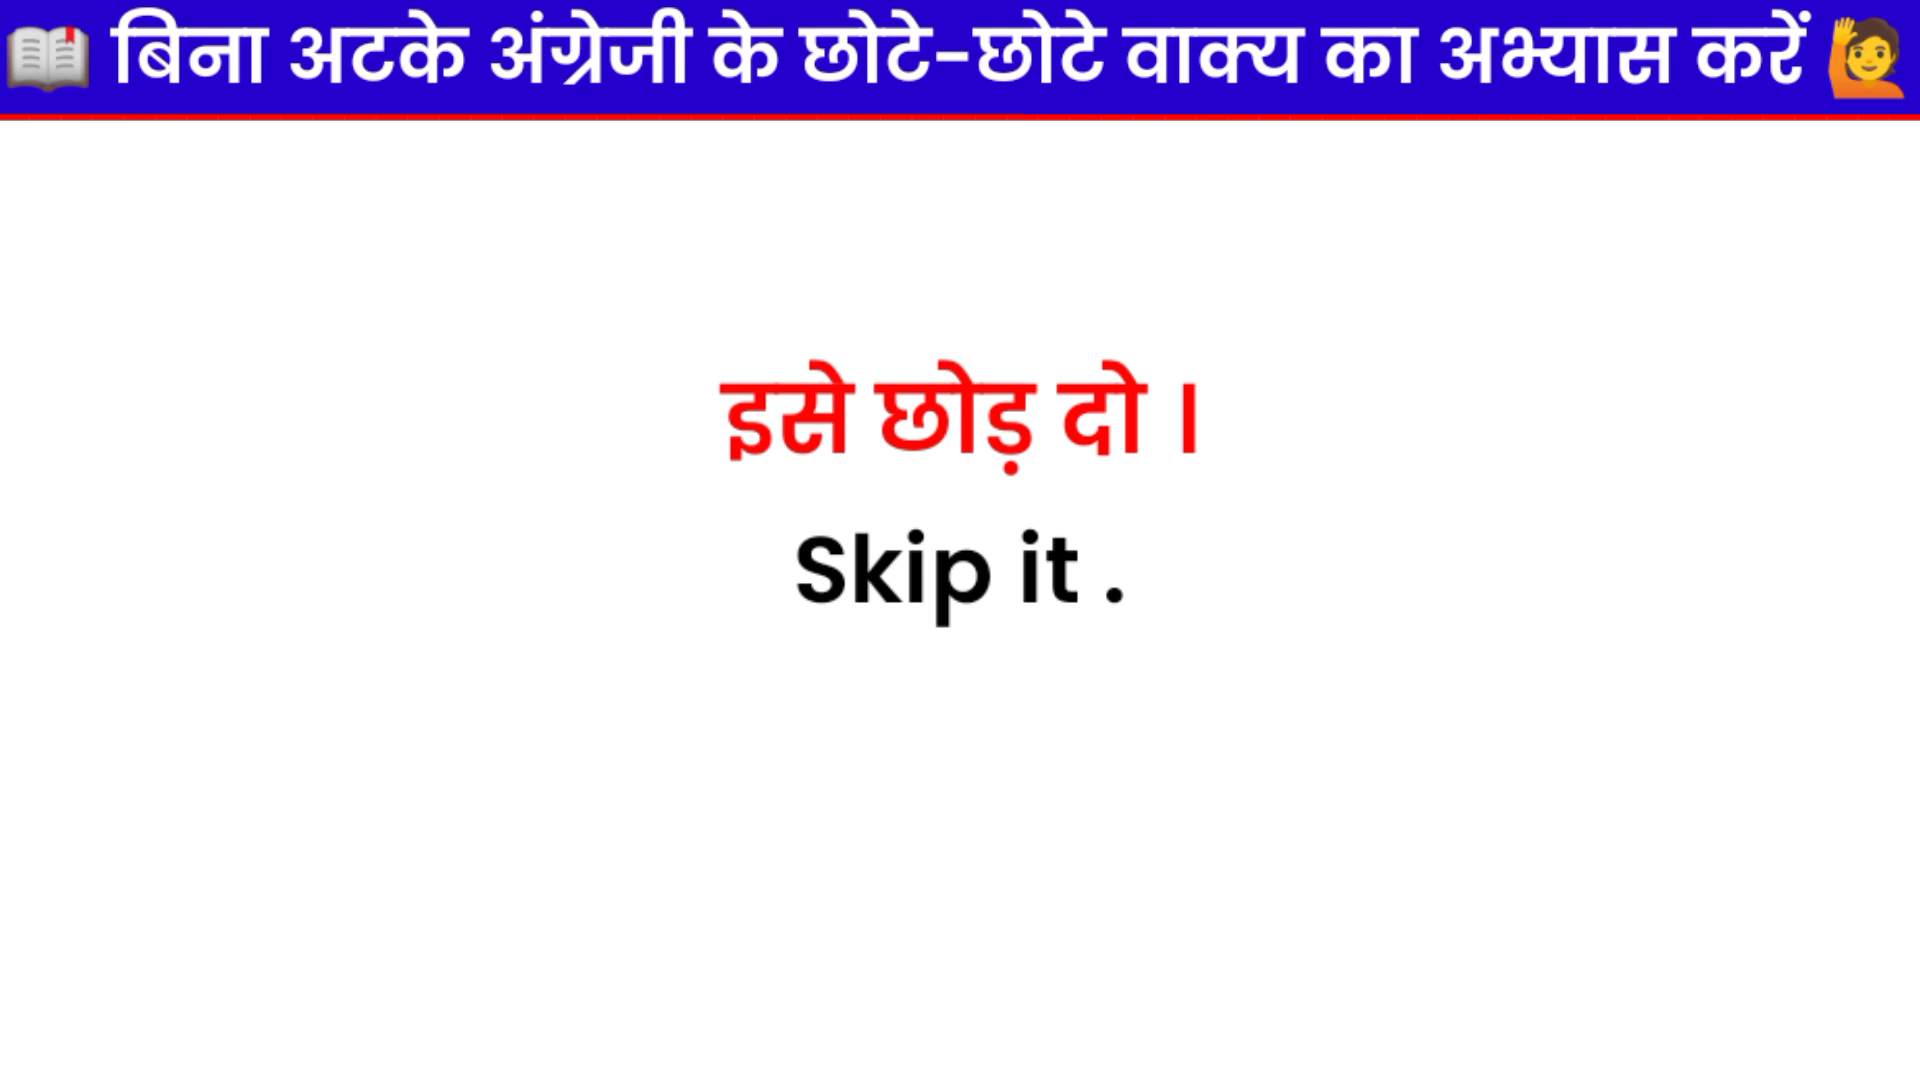 📖 बिना अटके अंग्रेजी के छोटे-छोटे वाक्य का अभ्यास करें 🙋
इसे छोड़ दो ।
Skip it .